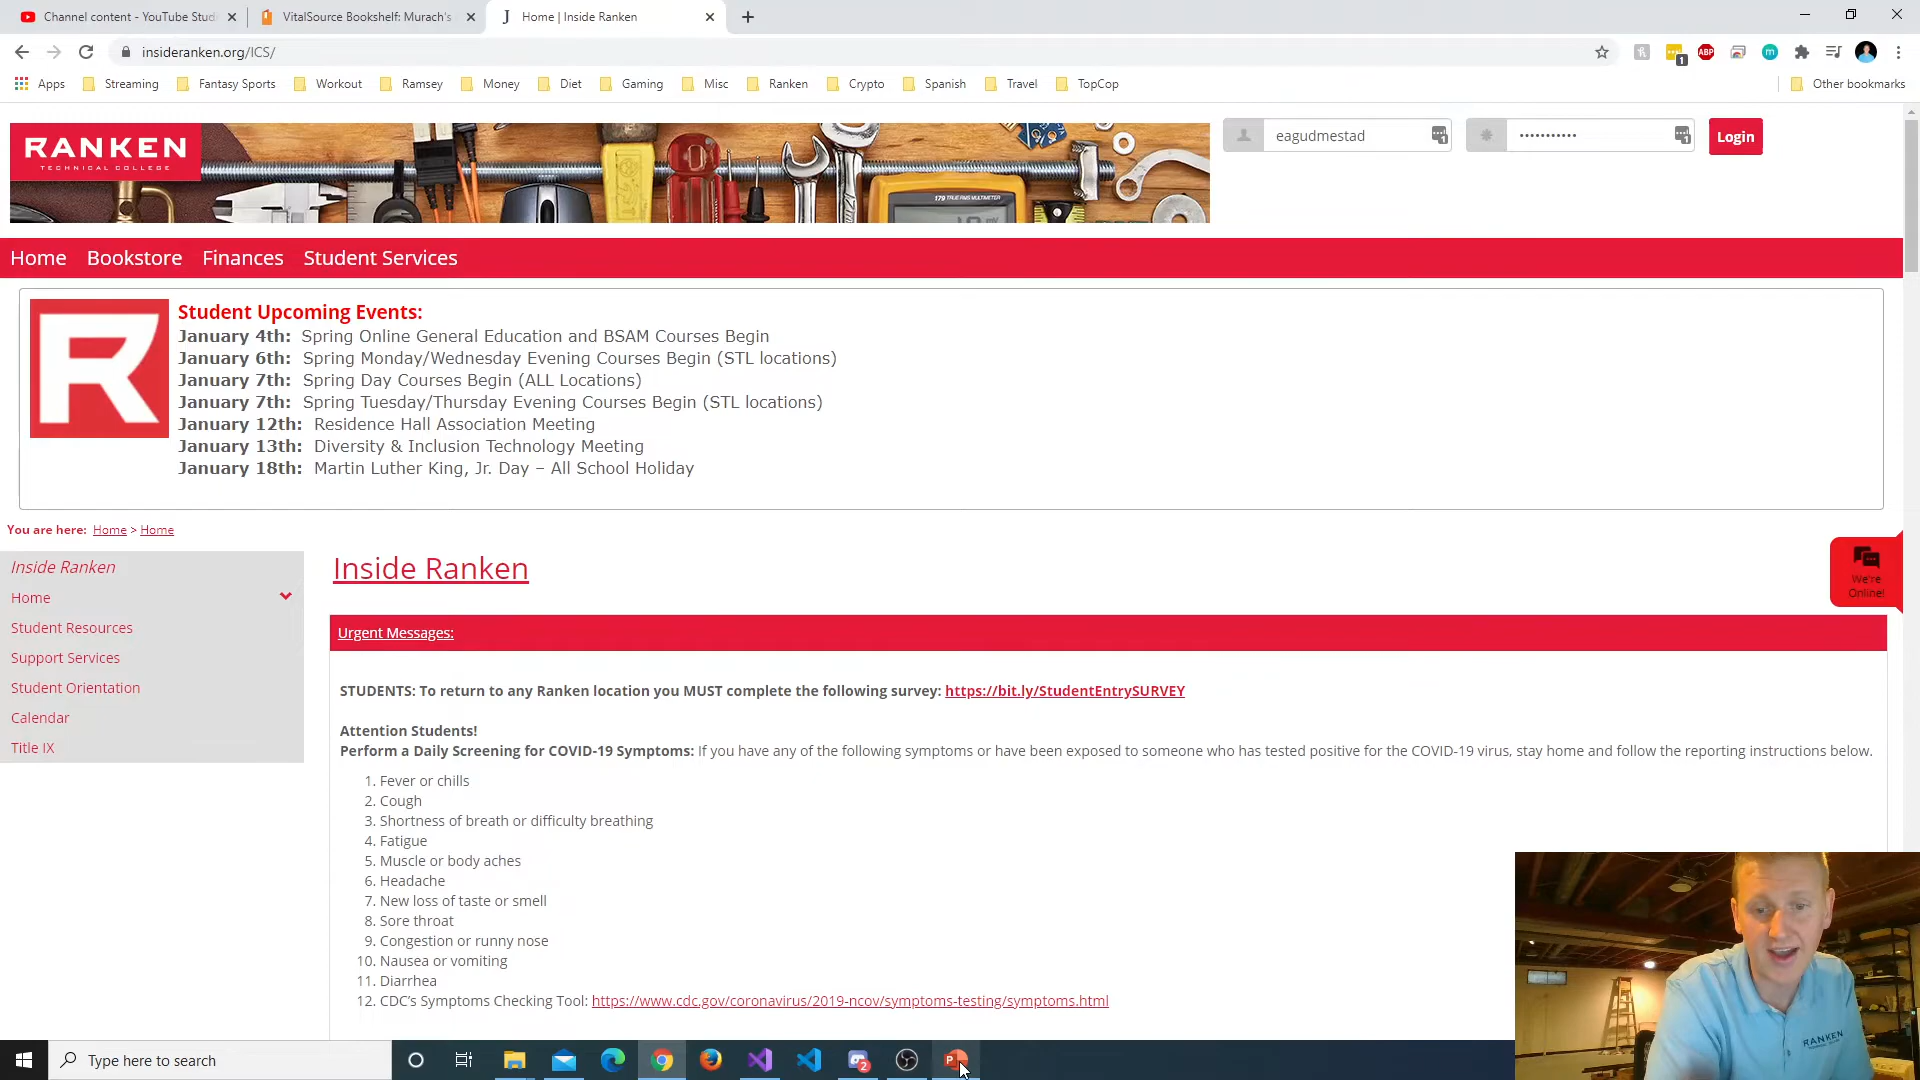 Channel content - YouTube Stud
VitalSource Bookshelf: Murach's
Home | Inside Ranken
insideranken.org/ICS/
Apps Streaming Fantasy Sports Workout Ramsey Money Diet Gaming Misc Ranken Crypto Spanish Travel TopCop Other bookmarks
RANKEN
TECHNICAL COLLEGE
179 TRUE RMS MULTIMETER
eagudmestad
•••••••••••
Login
Home Bookstore Finances Student Services
Student Upcoming Events:
January 4th: Spring Online General Education and BSAM Courses Begin
January 6th: Spring Monday/Wednesday Evening Courses Begin (STL locations)
January 7th: Spring Day Courses Begin (ALL Locations)
January 7th: Spring Tuesday/Thursday Evening Courses Begin (STL locations)
January 12th: Residence Hall Association Meeting
January 13th: Diversity & Inclusion Technology Meeting
January 18th: Martin Luther King, Jr. Day – All School Holiday
You are here: Home > Home
Inside Ranken
Home
Student Resources
Support Services
Student Orientation
Calendar
Title IX
Inside Ranken
We're
Online!
Urgent Messages:
STUDENTS: To return to any Ranken location you MUST complete the following survey: https://bit.ly/StudentEntrySURVEY
Attention Students!
Perform a Daily Screening for COVID-19 Symptoms: If you have any of the following symptoms or have been exposed to someone who has tested positive for the COVID-19 virus, stay home and follow the reporting instructions below.
1. Fever or chills
2. Cough
3. Shortness of breath or difficulty breathing
4. Fatigue
5. Muscle or body aches
6. Headache
7. New loss of taste or smell
8. Sore throat
9. Congestion or runny nose
10. Nausea or vomiting
11. Diarrhea
12. CDC's Symptoms Checking Tool: https://www.cdc.gov/coronavirus/2019-ncov/symptoms-testing/symptoms.html
RANKEN
Type here to search